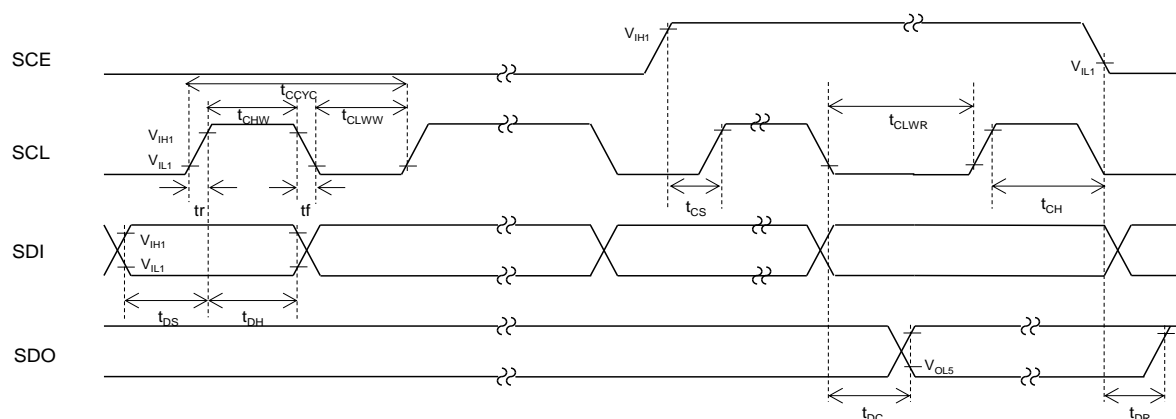 SCE
V_IH1
V_IL1
t_CCYC
t_CHW
t_CLWW
t_CLWR
SCL
V_IH1
V_IL1
tr
tf
t_CS
t_CH
SDI
V_IH1
V_IL1
t_DS
t_DH
SDO
V_OL5
t_DC
t_DR